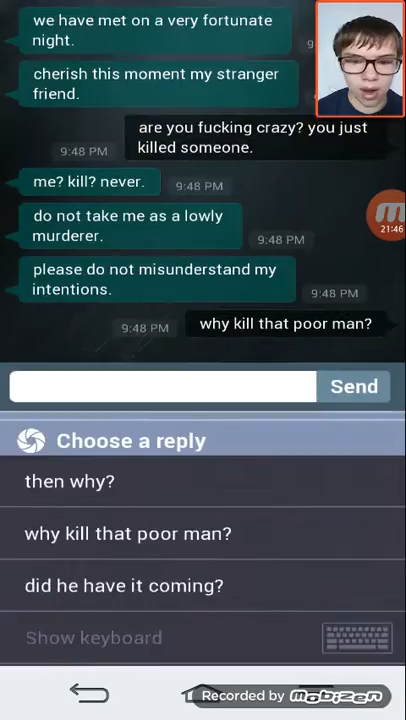 we have met on a very fortunate
night.
9
cherish this moment my stranger
friend.
are you fucking crazy? you just
killed someone.
9:48 PM
me? kill? never.
9:48 PM
do not take me as a lowly
murderer.
9:48 PM
21:46
please do not misunderstand my
intentions.
9:48 PM
why kill that poor man?
9:48 PM
Send
Choose a reply
then why?
why kill that poor man?
did he have it coming?
Show keyboard
Recorded by mobizen